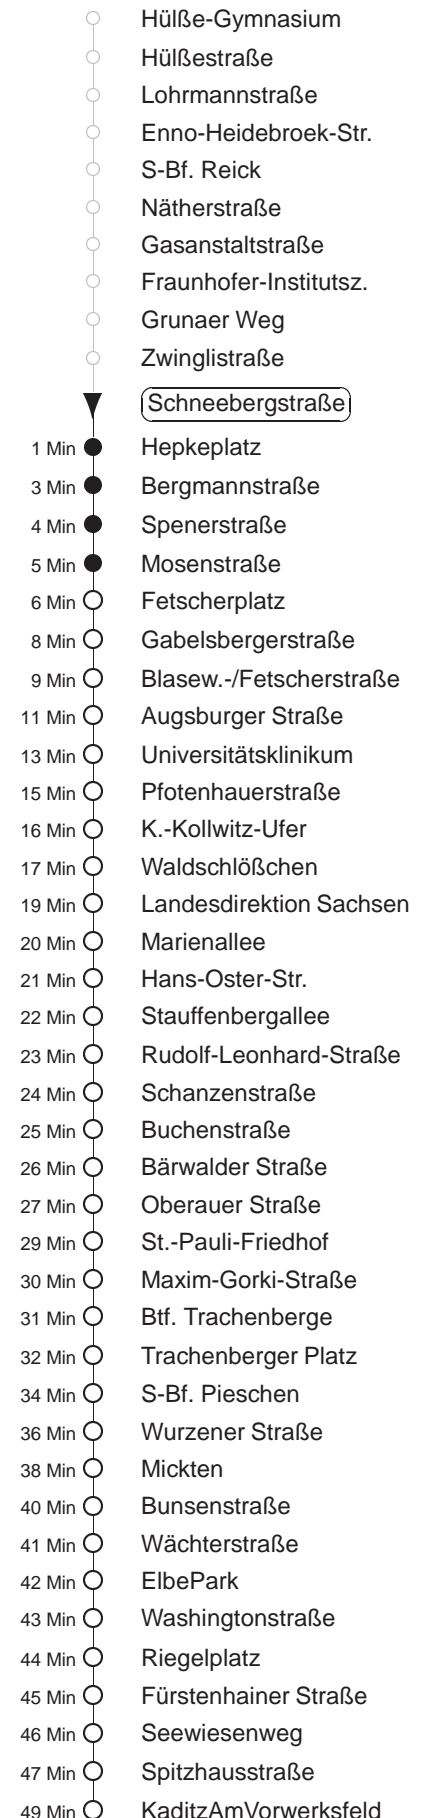 Hülße-Gymnasium
Hülßestraße
Lohrmannstraße
Enno-Heidebroek-Str.
S-Bf. Reick
Nätherstraße
Gasanstaltstraße
Fraunhofer-Institutsz.
Grunaer Weg
Zwinglistraße
Schneebergstraße
1 Min Hepkeplatz
3 Min Bergmannstraße
4 Min Spenerstraße
5 Min Mosenstraße
6 Min Fetscherplatz
8 Min Gabelsbergerstraße
9 Min Blasew.-/Fetscherstraße
11 Min Augsburger Straße
13 Min Universitätsklinikum
15 Min Pfotenhauerstraße
16 Min K.-Kollwitz-Ufer
17 Min Waldschlößchen
19 Min Landesdirektion Sachsen
20 Min Marienallee
21 Min Hans-Oster-Str.
22 Min Stauffenbergallee
23 Min Rudolf-Leonhard-Straße
24 Min Schanzenstraße
25 Min Buchenstraße
26 Min Bärwalder Straße
27 Min Oberauer Straße
29 Min St.-Pauli-Friedhof
30 Min Maxim-Gorki-Straße
31 Min Btf. Trachenberge
32 Min Trachenberger Platz
34 Min S-Bf. Pieschen
36 Min Wurzener Straße
38 Min Mickten
40 Min Bunsenstraße
41 Min Wächterstraße
42 Min ElbePark
43 Min Washingtonstraße
44 Min Riegelplatz
45 Min Fürstenhainer Straße
46 Min Seewiesenweg
47 Min Spitzhausstraße
49 Min KaditzAmVorwerksfeld